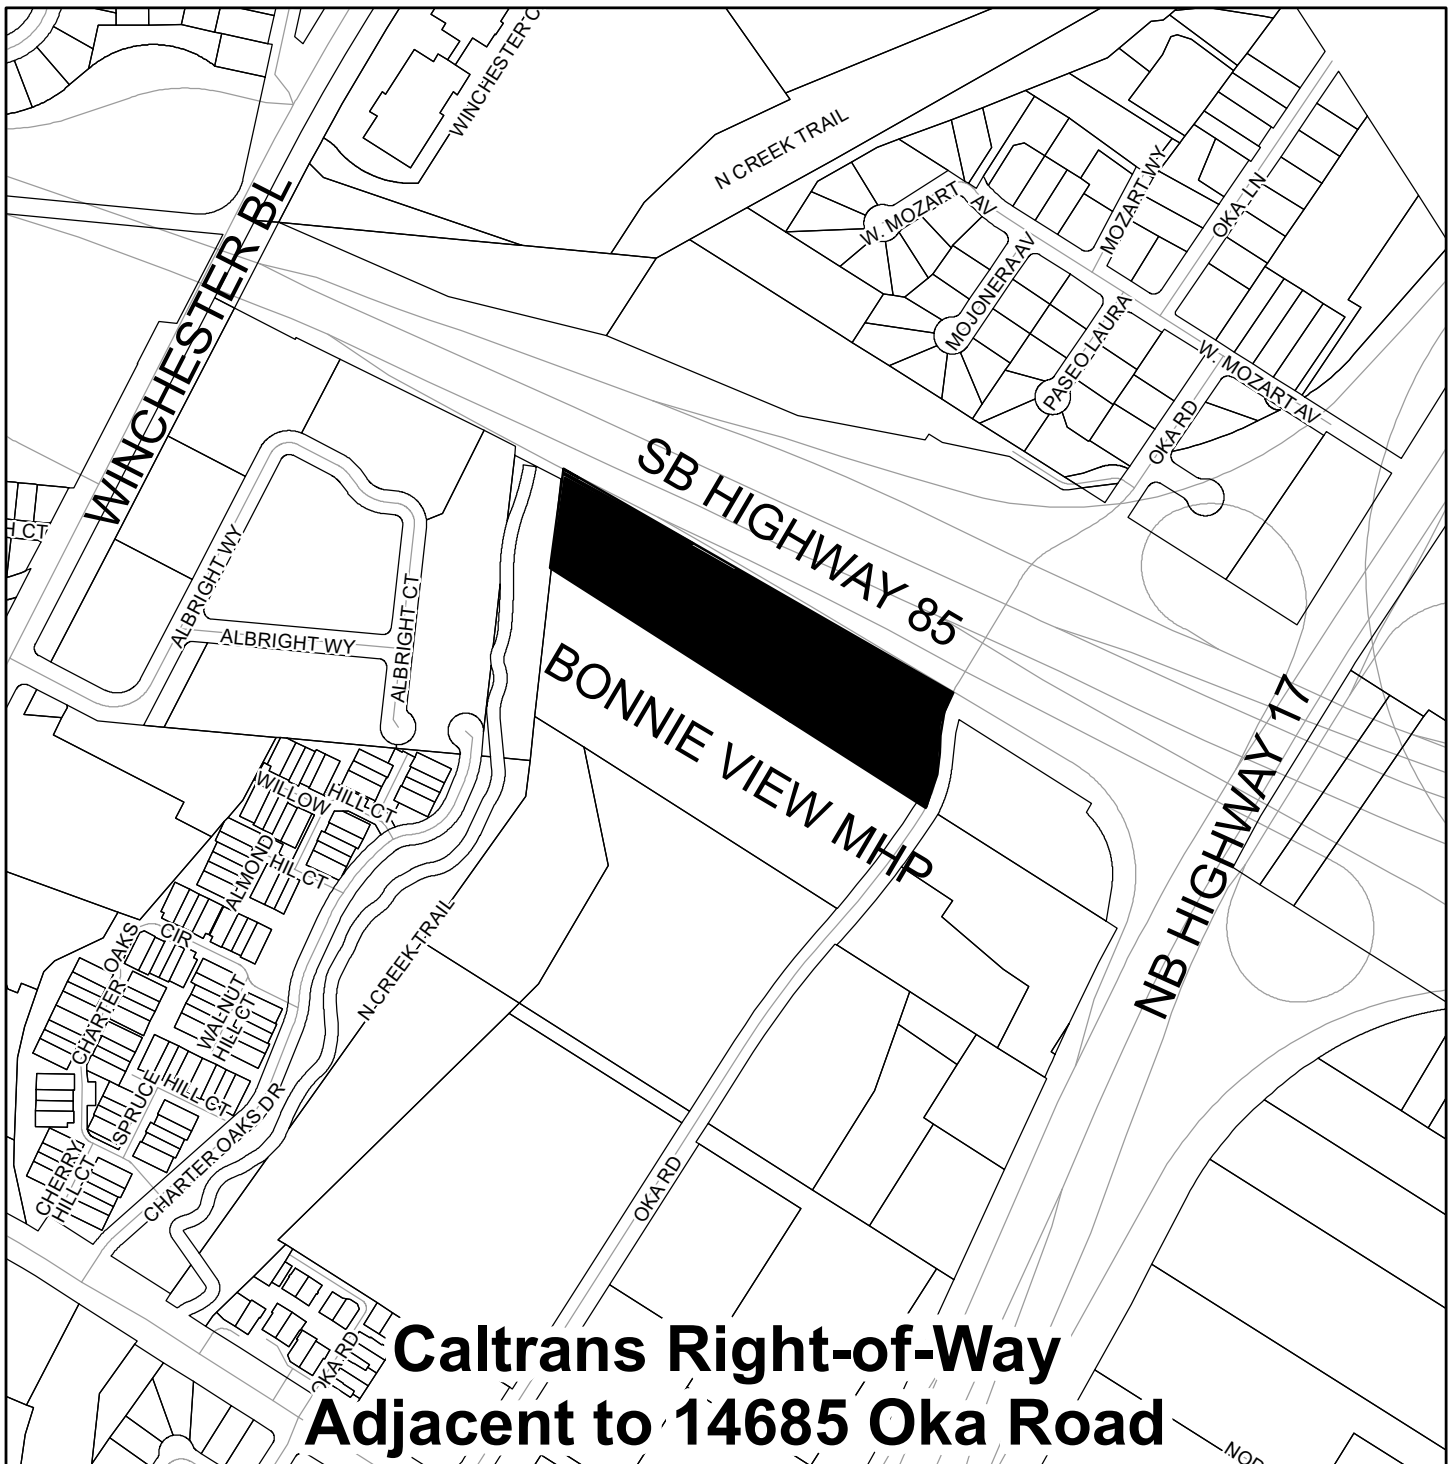 WINCHESTER C
N CREEK TRAIL
WINCHESTER BL
W. MOZART AV
MOZART WY
OKA LN
MOJONERA AV
PASEO LAURA
W. MOZART AV
OKA RD
SB HIGHWAY 85
H CT
ALBRIGHT WY
ALBRIGHT WY
ALBRIGHT CT
BONNIE VIEW MHP
NB HIGHWAY 17
WILLOW HILL CT
ALMOND HIL CT
N CREEK TRAIL
CHARTER OAKS CIR
WALNUT
HILL CT
SPRUCE HILL CT
CHERRY
HILL CT
CHARTER OAKS DR
OKA RD
OKA RD
Caltrans Right-of-Way
Adjacent to 14685 Oka Road
NOR